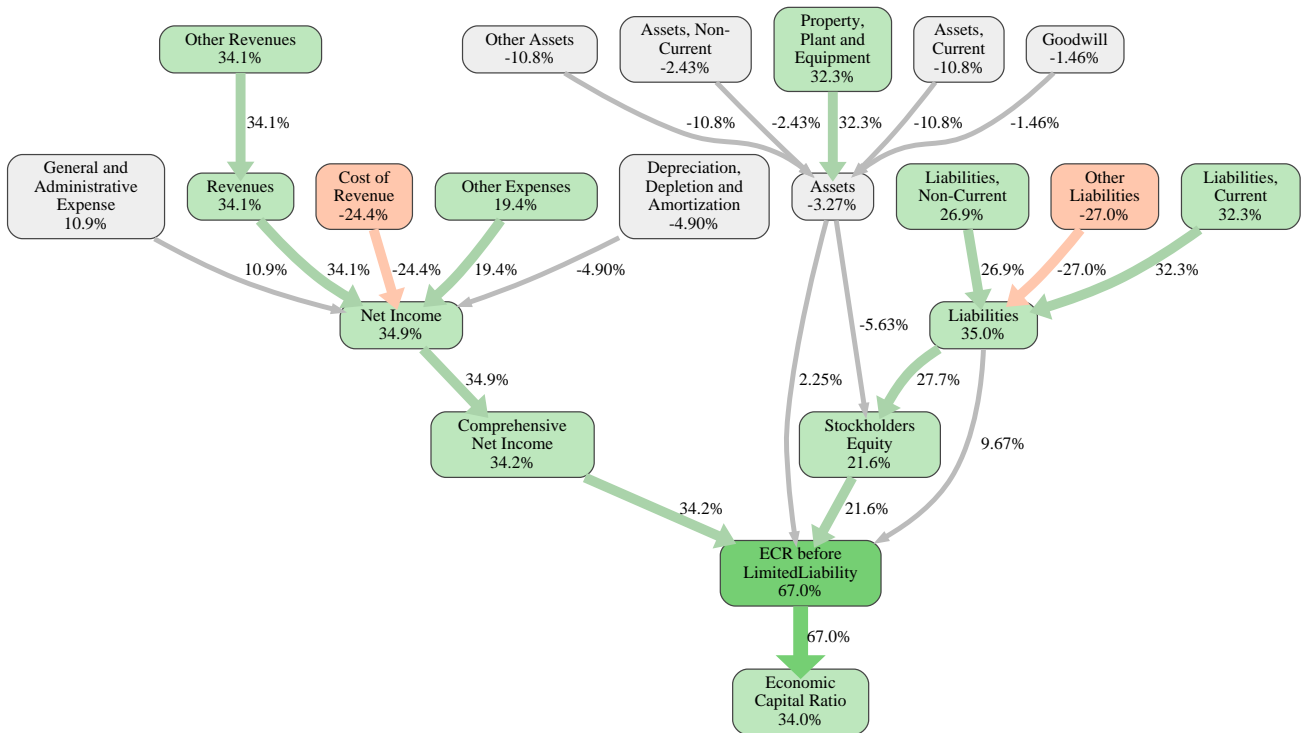 Other Revenues
34.1%
Other Assets
-10.8%
Assets, Non-
Current
-2.43%
Property,
Plant and
Equipment
32.3%
Assets,
Current
-10.8%
Goodwill
-1.46%
34.1%
-10.8%
-2.43%
32.3%
-10.8%
-1.46%
General and
Administrative
Expense
10.9%
Revenues
34.1%
Cost of
Revenue
-24.4%
Other Expenses
19.4%
Depreciation,
Depletion and
Amortization
-4.90%
Assets
-3.27%
Liabilities,
Non-Current
26.9%
Other
Liabilities
-27.0%
Liabilities,
Current
32.3%
10.9%
34.1%
-24.4%
19.4%
-4.90%
26.9%
-27.0%
32.3%
Net Income
34.9%
-5.63%
Liabilities
35.0%
34.9%
2.25%
27.7%
Comprehensive
Net Income
34.2%
Stockholders
Equity
21.6%
9.67%
34.2%
21.6%
ECR before
LimitedLiability
67.0%
67.0%
Economic
Capital Ratio
34.0%